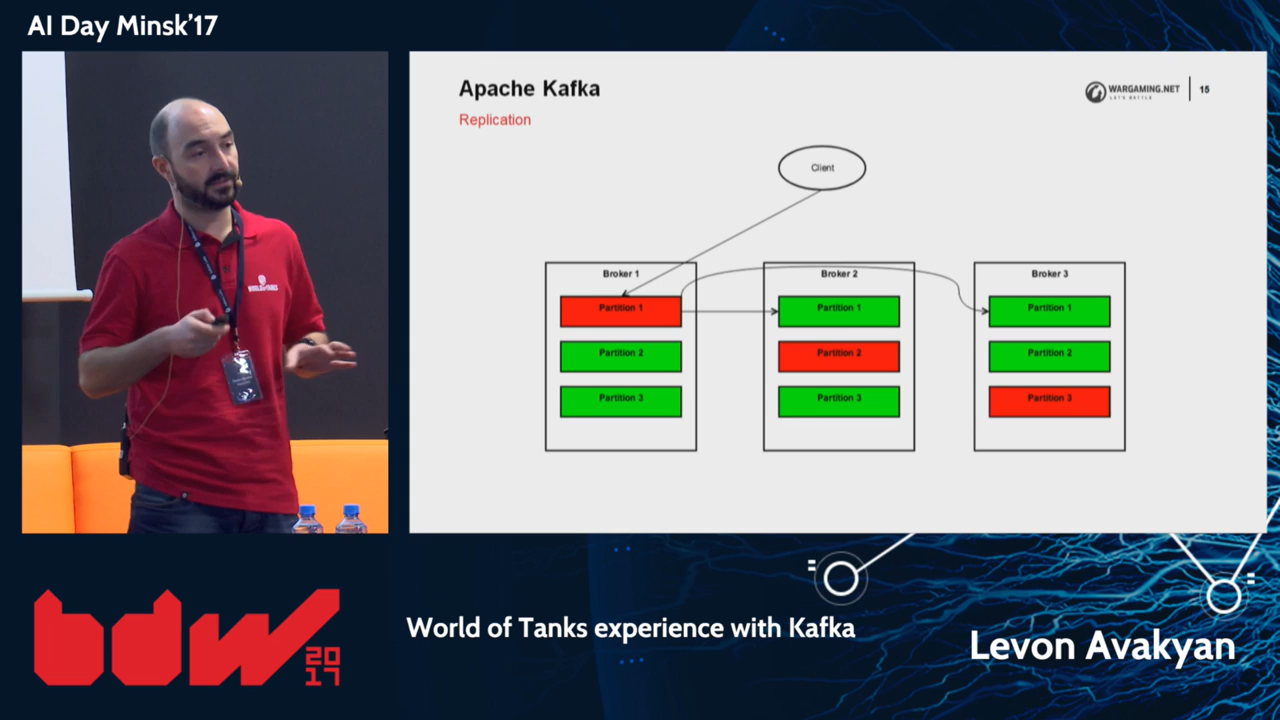 AI Day Minsk'17
Apache Kafka
Replication
WARGAMING.NET
LET'S BATTLE
15
Client
Broker 1
Partition 1
Partition 2
Partition 3
Broker 2
Partition 1
Partition 2
Partition 3
Broker 3
Partition 1
Partition 2
Partition 3
bdw
20
17
World of Tanks experience with Kafka
Levon Avakyan